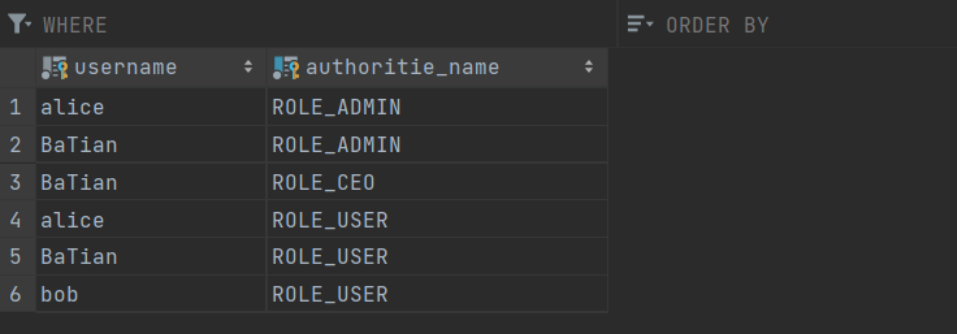 WHERE ORDER BY
username authoritie_name
1 alice ROLE_ADMIN
2 BaTian ROLE_ADMIN
3 BaTian ROLE_CEO
4 alice ROLE_USER
5 BaTian ROLE_USER
6 bob ROLE_USER